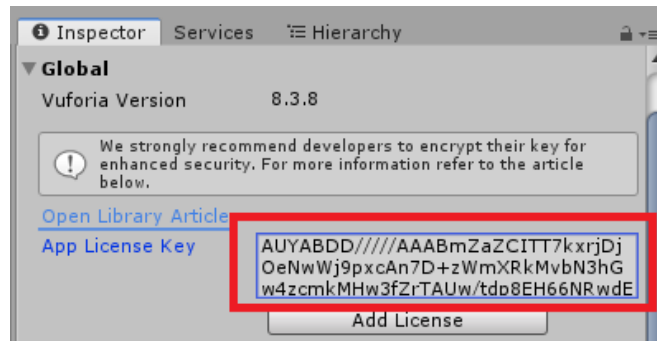 Inspector Services Hierarchy
Global
Vuforia Version 8.3.8
We strongly recommend developers to encrypt their key for
enhanced security. For more information refer to the article
below.
Open Library Article
App License Key
AUYABDD/////AAABmZaZCITT7kxrjDj
OeNwWj9pxcAn7D+zWmXRkMvbN3hG
w4zcmkMHw3fZrTAUw/tdp8EH66NRwdE
Add License